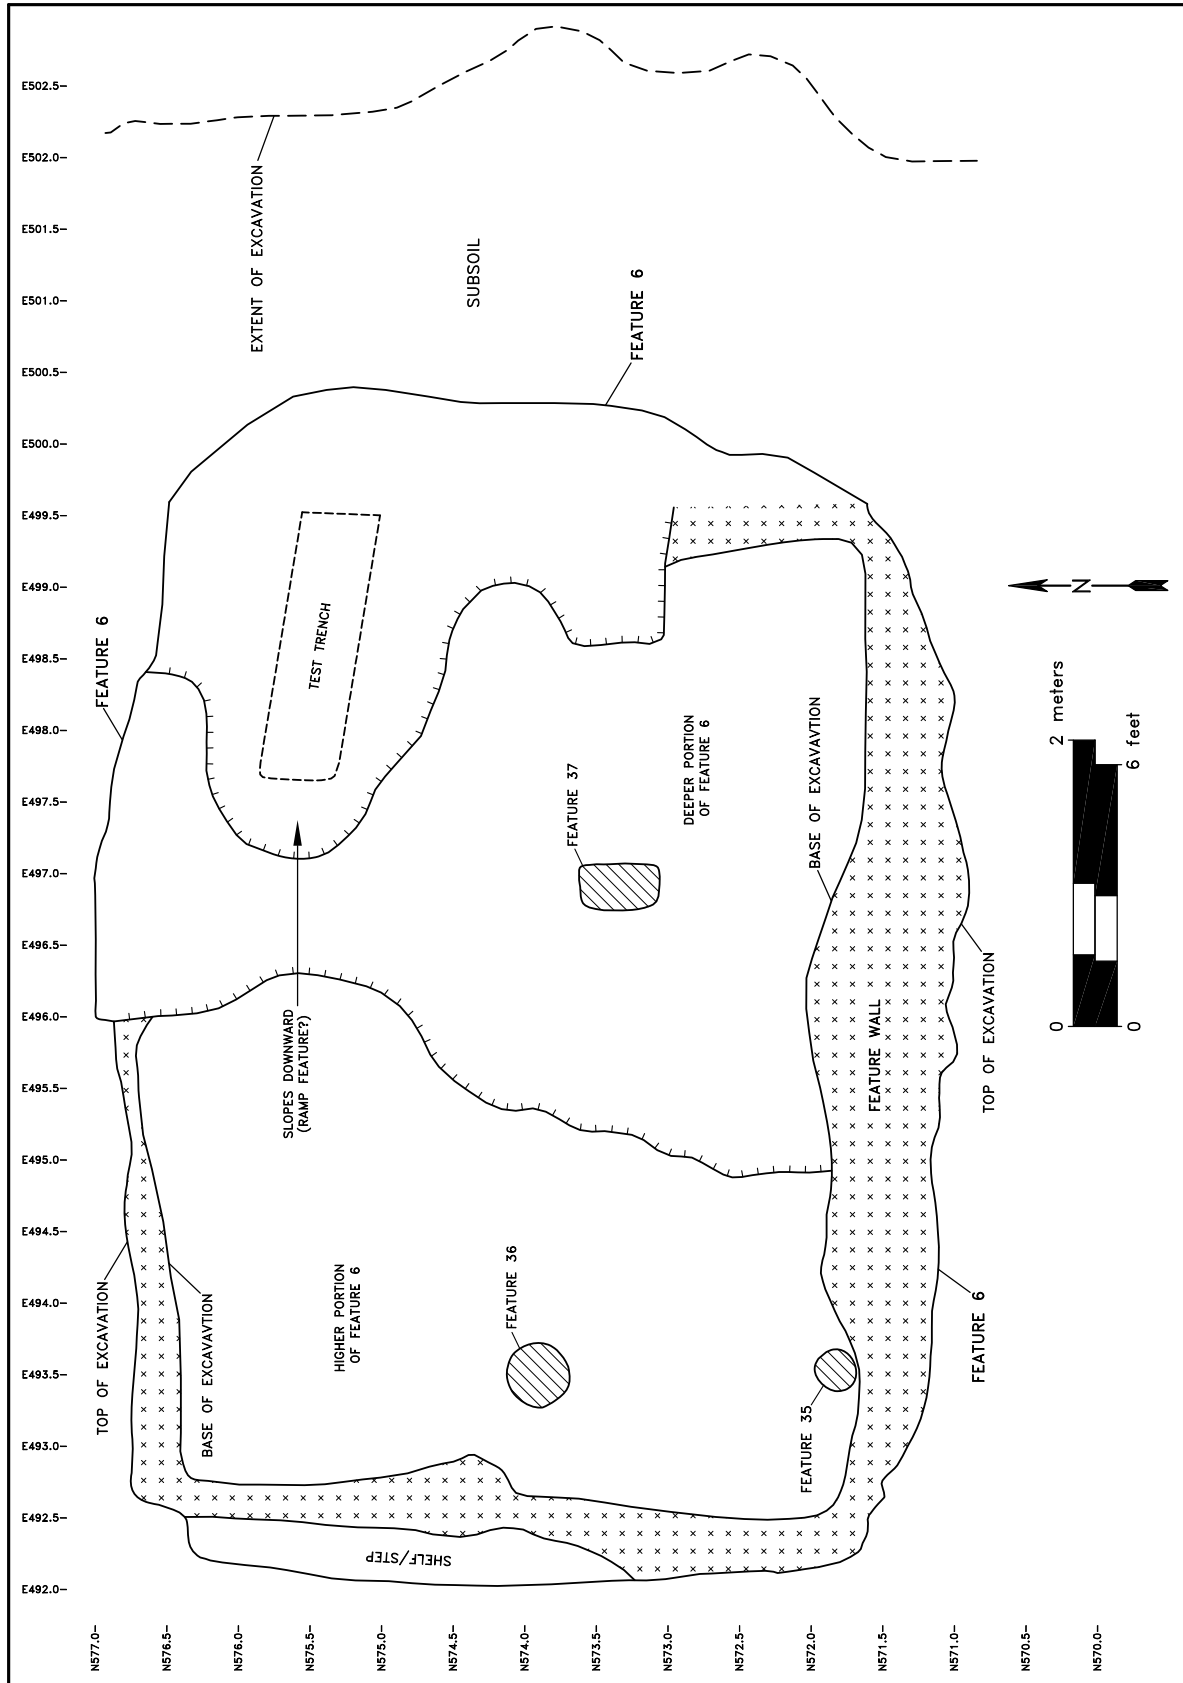 E502.5
E502.0
E501.5
E501.0
E500.5
E500.0
E499.5
E499.0
E498.5
E498.0
E497.5
E497.0
E496.5
E496.0
E495.5
E495.0
E494.5
E494.0
E493.5
E493.0
E492.5
E492.0
N577.0
N576.5
N576.0
N575.5
N575.0
N574.5
N574.0
N573.5
N573.0
N572.5
N572.0
N571.5
N571.0
N570.5
N570.0
EXTENT OF EXCAVATION
SUBSOIL
FEATURE 6
FEATURE 6
TEST TRENCH
FEATURE 37
DEEPER PORTION
OF FEATURE 6
BASE OF EXCAVAVTION
SLOPES DOWNWARD
(RAMP FEATURE?)
FEATURE WALL
TOP OF EXCAVATION
TOP OF EXCAVATION
BASE OF EXCAVAVTION
HIGHER PORTION
OF FEATURE 6
FEATURE 36
FEATURE 35
FEATURE 6
SHELF/STEP
N
0
2 meters
0
6 feet